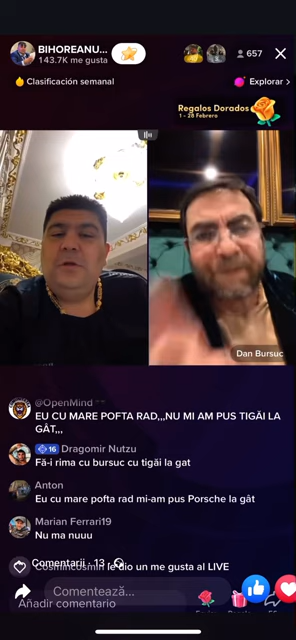 BIHOREANU...
143.7K me gusta
657
Clasificación semanal
Explorar >
Regalos Dorados
1 - 28 Febrero
Dan Bursuc
@OpenMind
EU CU MARE POFTA RAD,,,NU MI AM PUS TIGĂI LA
GÂT,,,
16 Dragomir Nutzu
Fă-i rima cu bursuc cu tigăi la gat
Anton
Eu cu mare pofta rad mi-am pus Porsche la gât
Marian Ferrari19
Nu ma nuuu
Comentarii · 13
le dio un me gusta al LIVE
Comentează...
Añadir comentario